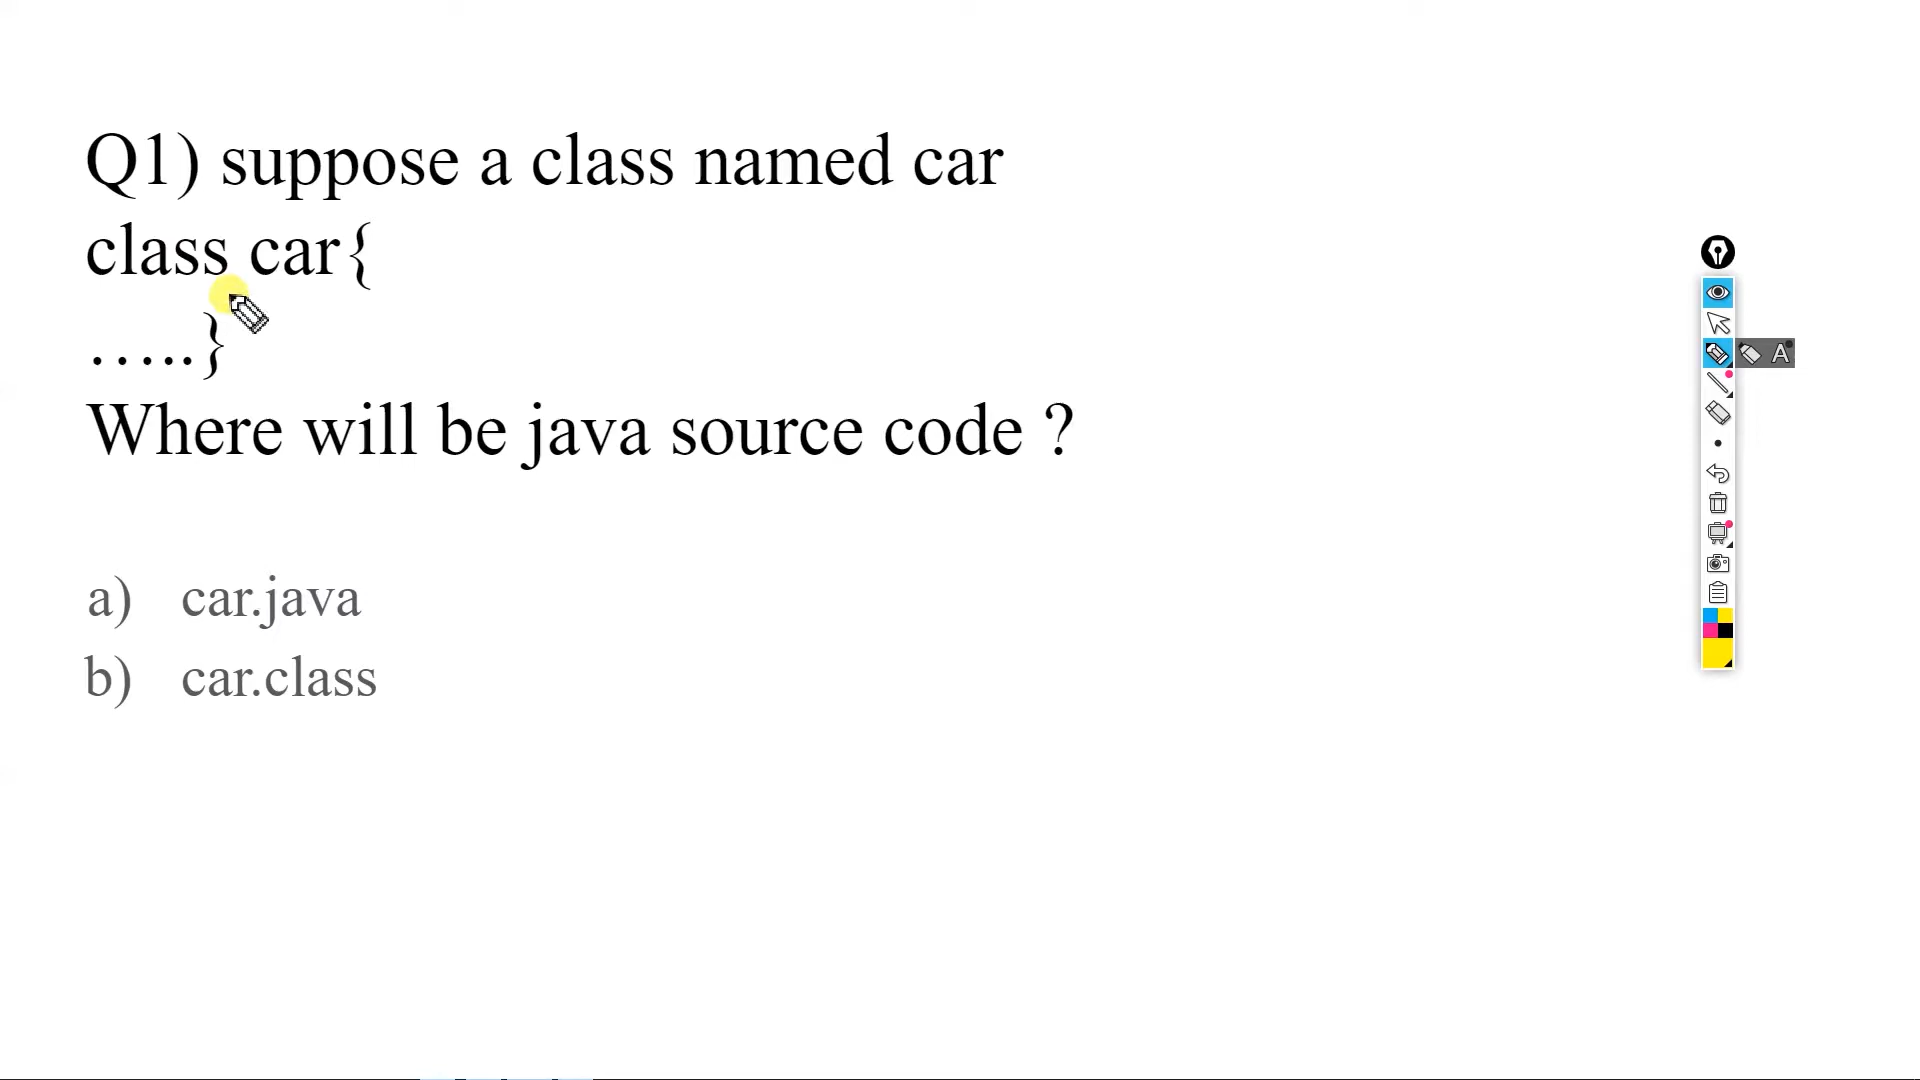 Q1) suppose a class named car
class car{
…..}
Where will be java source code ?
a) car.java
b) car.class
A